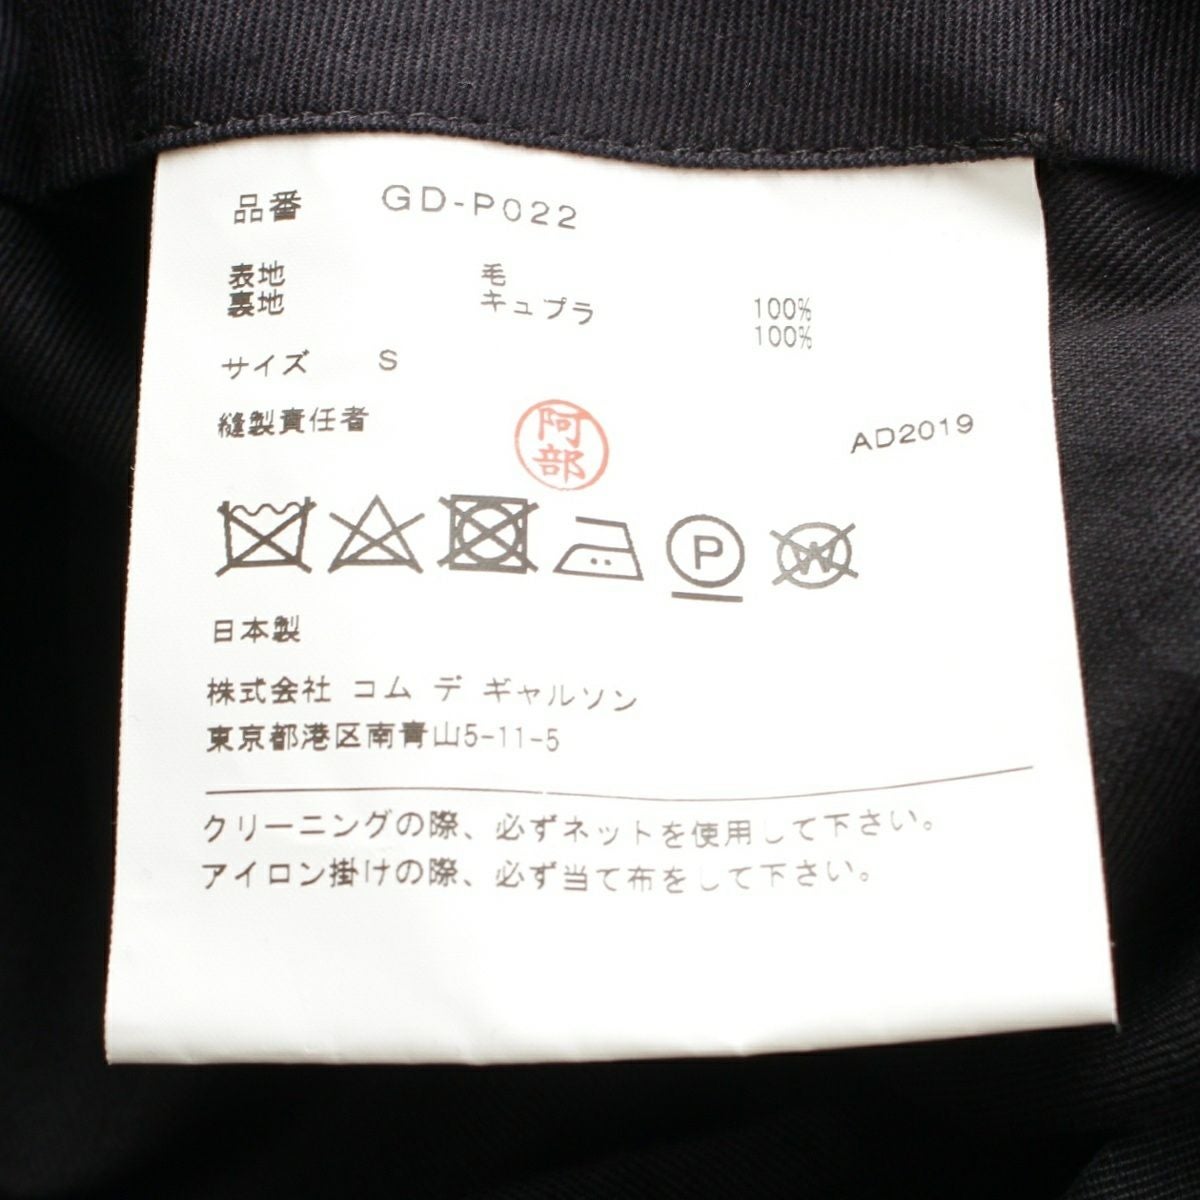 品番 GD-P022
表地 毛 100%
裏地 キュプラ 100%
サイズ S
縫製責任者 阿部 AD2019
P W
日本製
株式会社 コム デ ギャルソン
東京都港区南青山5-11-5
クリーニングの際、必ずネットを使用して下さい。
アイロン掛けの際、必ず当て布をして下さい。